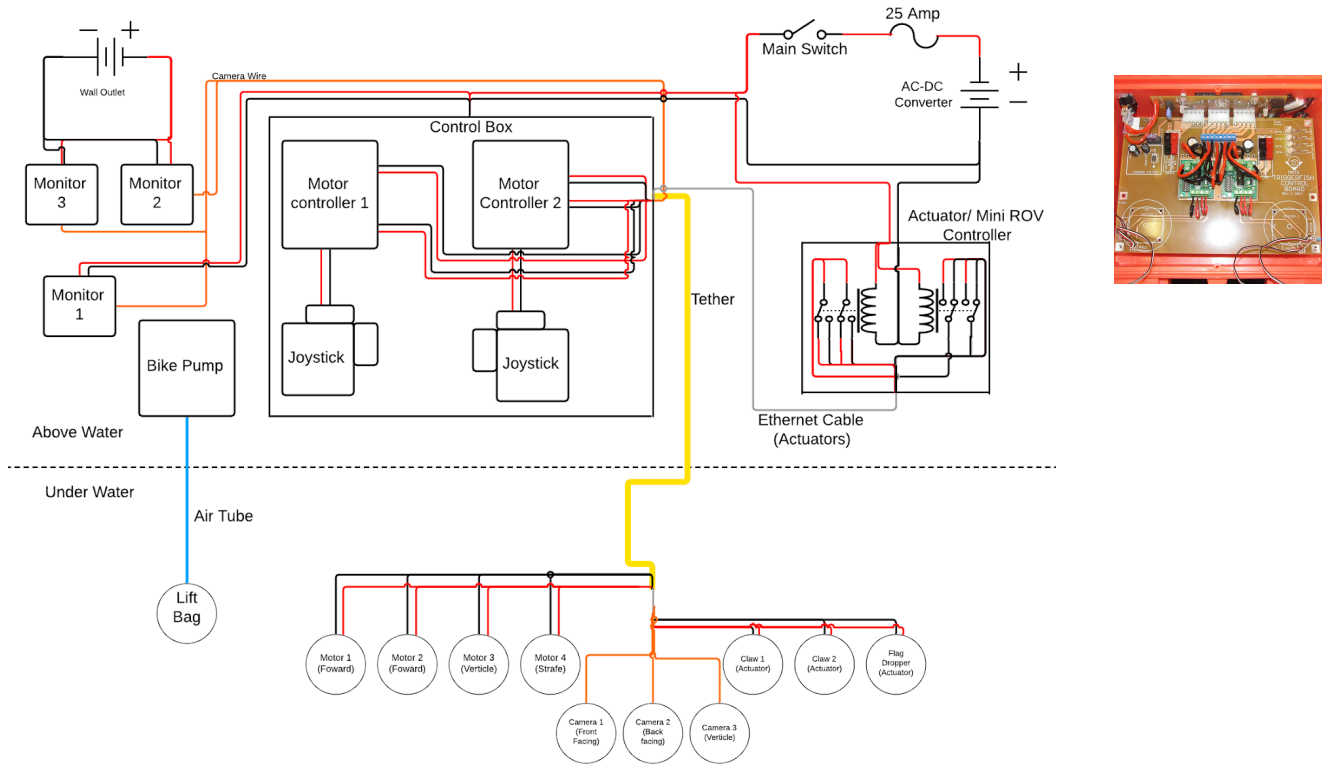 25 Amp
Main Switch
Camera Wire
Wall Outlet
AC-DC
Converter
Control Box
Monitor
3
Monitor
2
Motor
controller 1
Motor
Controller 2
TRIGGERFISH
CONTROL
BOARD
Actuator/ Mini ROV
Controller
Monitor
1
Tether
Bike Pump
Joystick
Joystick
Ethernet Cable
(Actuators)
Above Water
Under Water
Air Tube
Lift
Bag
Motor 1
(Foward)
Motor 2
(Foward)
Motor 3
(Verticle)
Motor 4
(Strafe)
Claw 1
(Actuator)
Claw 2
(Actuator)
Flag
Dropper
(Actuator)
Camera 1
(Front
Facing)
Camera 2
(Back
facing)
Camera 3
(Verticle)